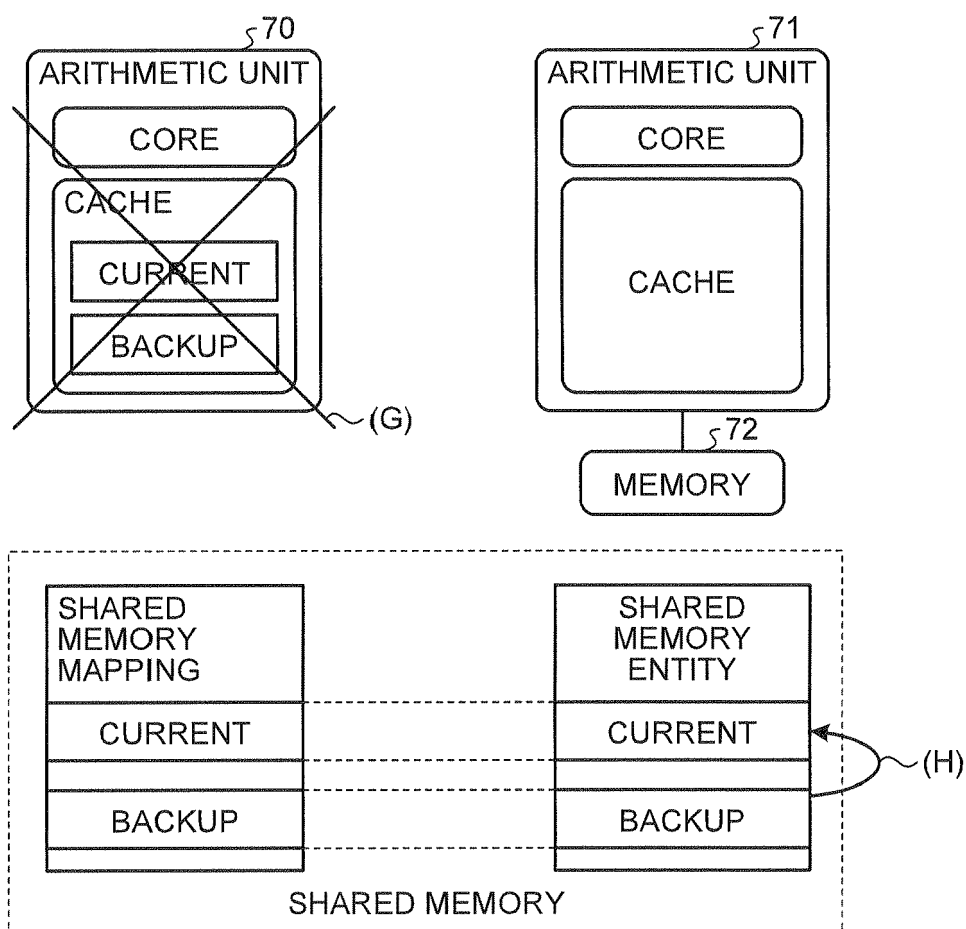 70
ARITHMETIC UNIT
CORE
CACHE
CURRENT
BACKUP
(G)
71
ARITHMETIC UNIT
CORE
CACHE
72
MEMORY
SHARED
MEMORY
MAPPING
CURRENT
BACKUP
SHARED
MEMORY
ENTITY
CURRENT
BACKUP
(H)
SHARED MEMORY